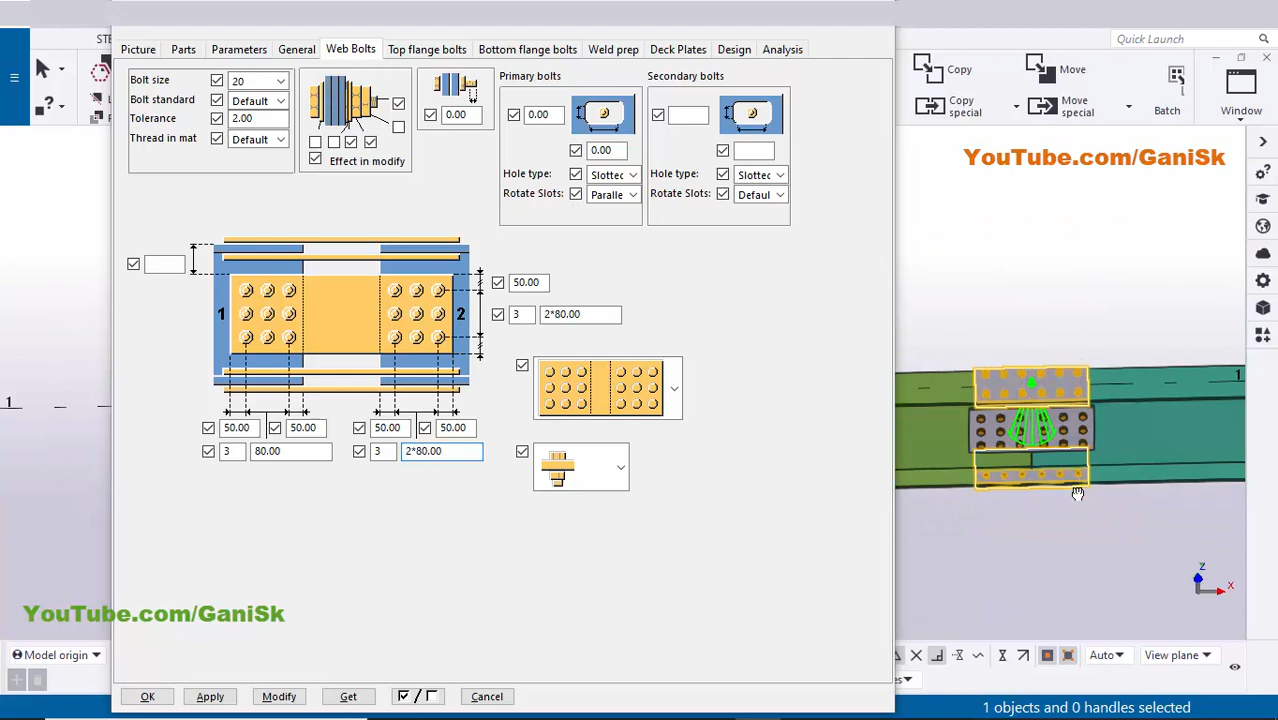 STE
Quick Launch
Picture
Parts
Parameters
General
Web Bolts
Top flange bolts
Bottom flange bolts
Weld prep
Deck Plates
Design
Analysis
Copy
Move
Copy special
Move special
Batch
Window
Bolt size 20
Bolt standard Default
Tolerance 2.00
Thread in mat Default
Effect in modify
0.00
Primary bolts
0.00
0.00
Hole type: Slottec
Rotate Slots: Paralle
Secondary bolts
Hole type: Slottec
Rotate Slots: Defaul
YouTube.com/GaniSk
1
2
50.00
3 2*80.00
50.00 50.00
3 80.00
50.00 50.00
3 2*80.00
1
1
Z
X
YouTube.com/GaniSk
Model origin
Auto
View plane
OK
Apply
Modify
Get
/
Cancel
1 objects and 0 handles selected